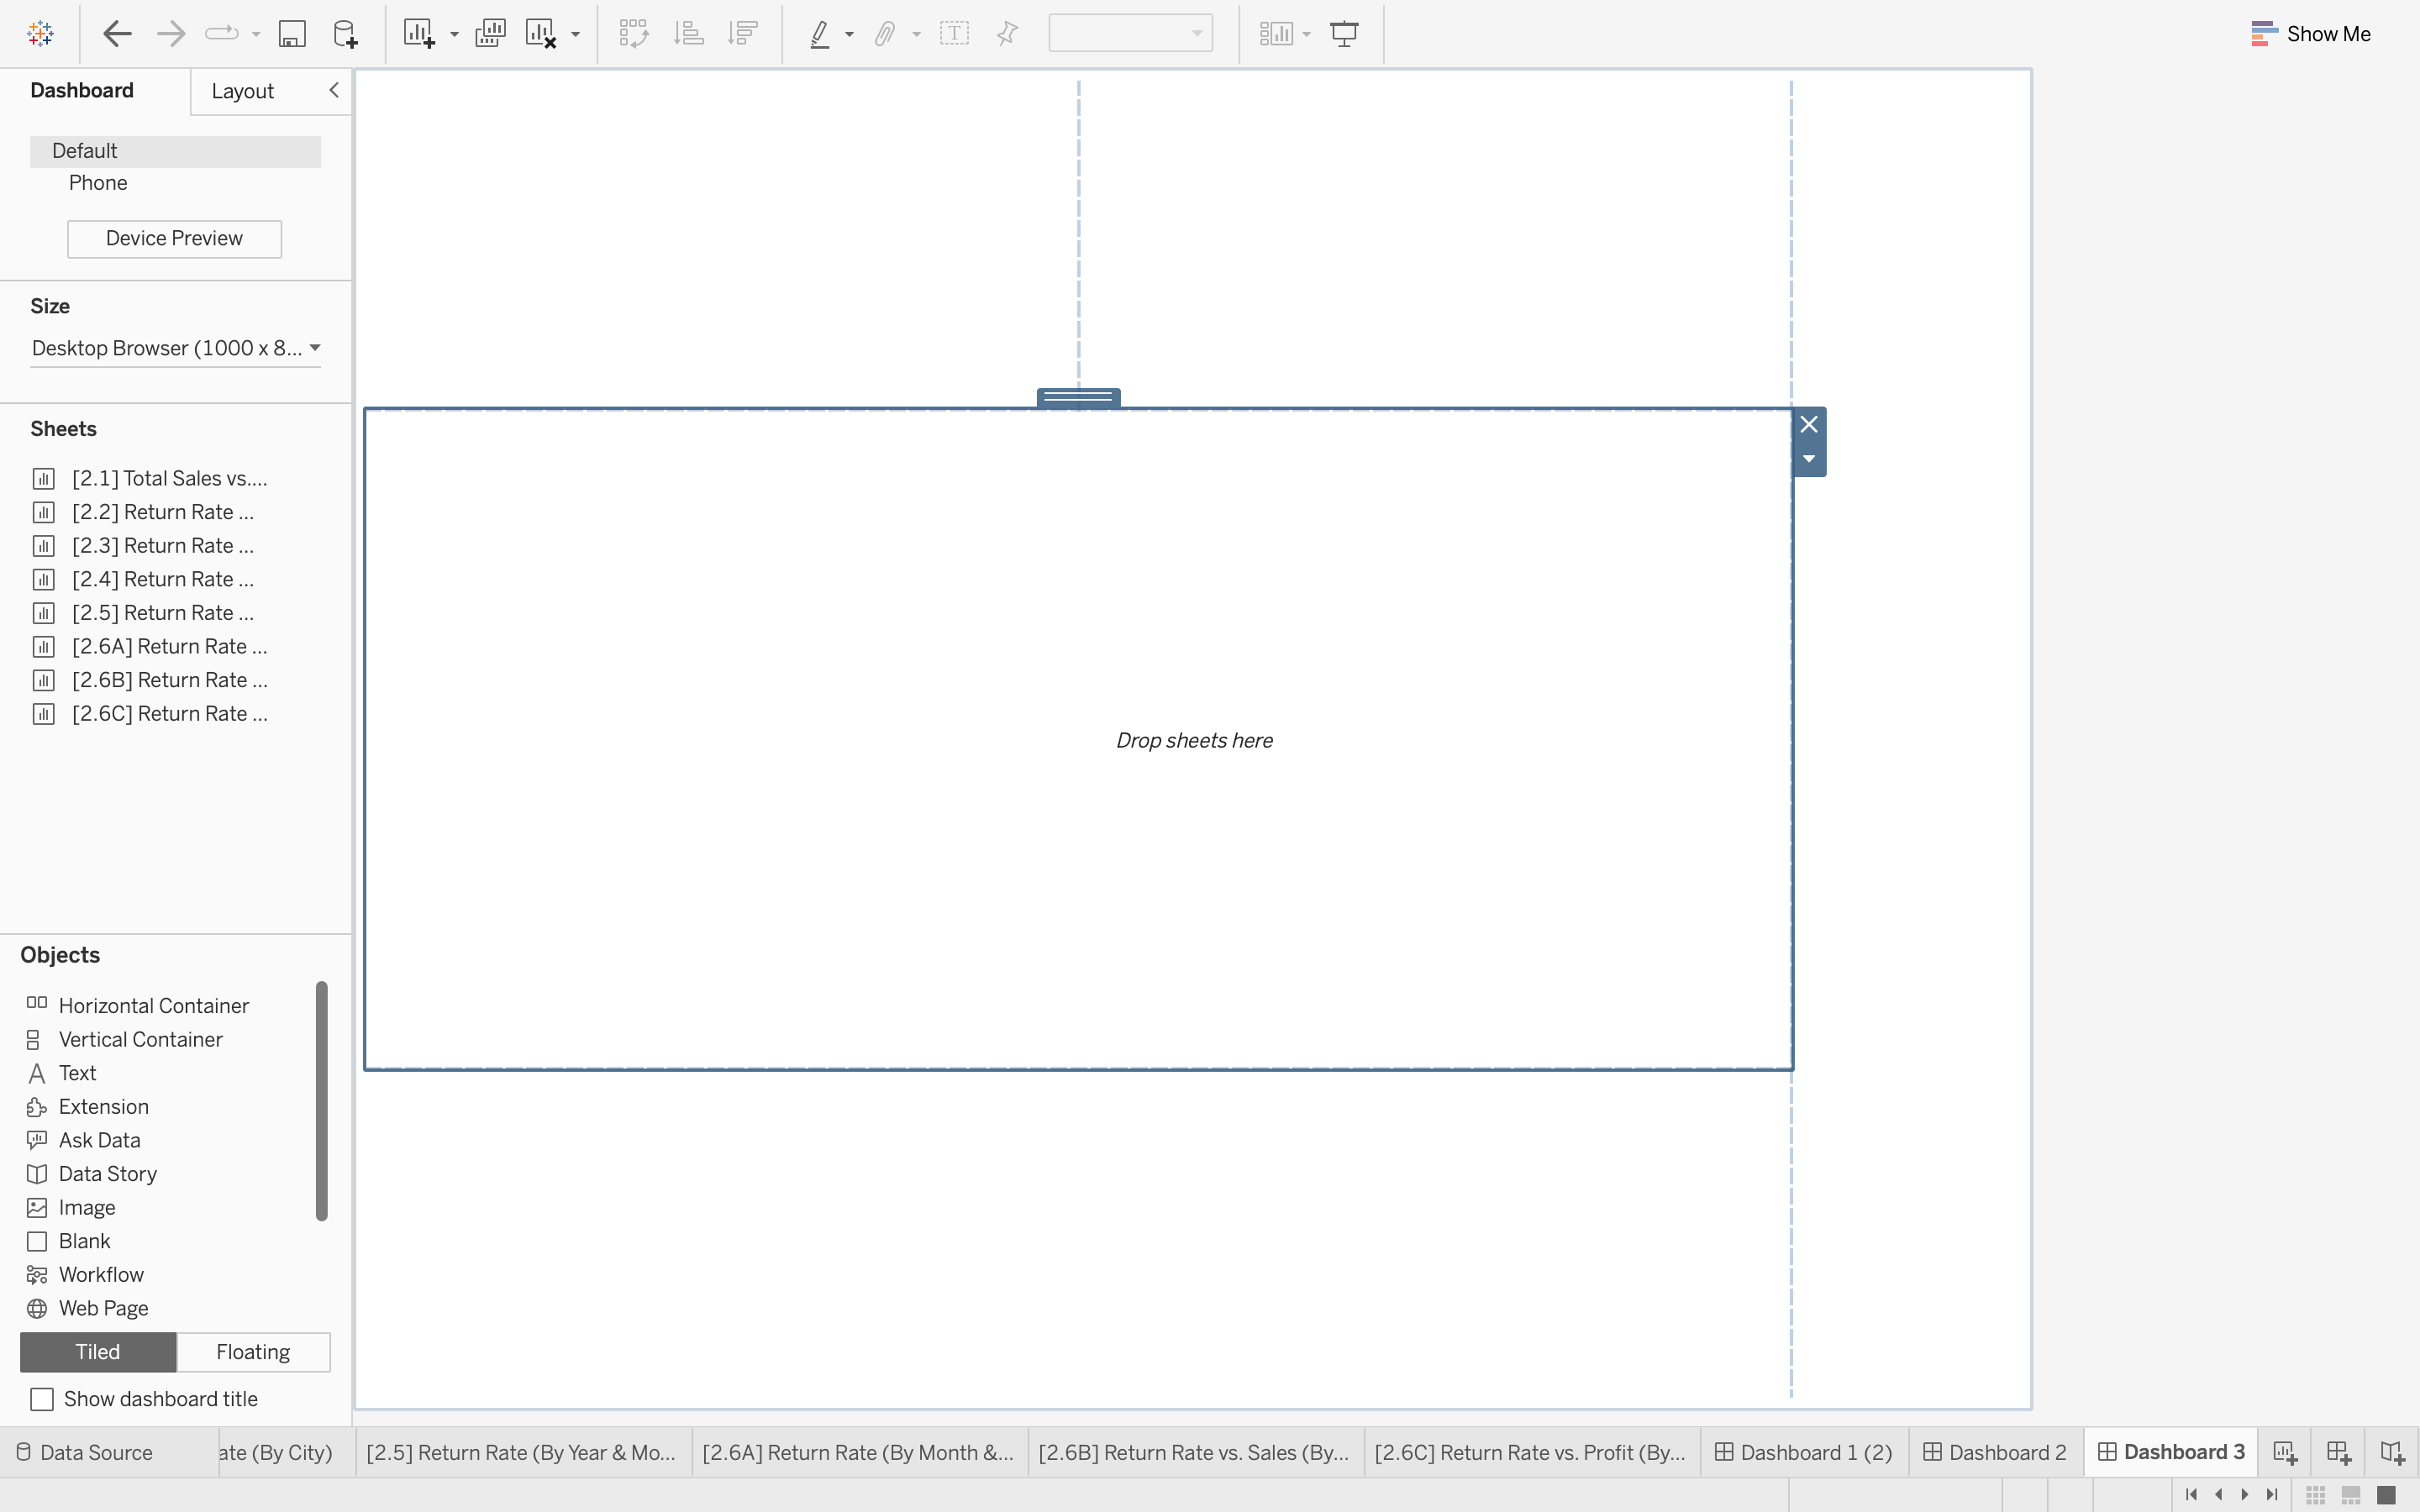 Show Me
Dashboard
Layout
Default
Phone
Device Preview
Size
Desktop Browser (1000 x 8...
Sheets
[2.1] Total Sales vs....
[2.2] Return Rate ...
[2.3] Return Rate ...
[2.4] Return Rate ...
[2.5] Return Rate ...
[2.6A] Return Rate ...
[2.6B] Return Rate ...
[2.6C] Return Rate ...
Drop sheets here
Objects
Horizontal Container
Vertical Container
Text
Extension
Ask Data
Data Story
Image
Blank
Workflow
Web Page
Tiled
Floating
Show dashboard title
Data Source
ate (By City)
[2.5] Return Rate (By Year & Mo...
[2.6A] Return Rate (By Month &...
[2.6B] Return Rate vs. Sales (By...
[2.6C] Return Rate vs. Profit (By...
Dashboard 1 (2)
Dashboard 2
Dashboard 3